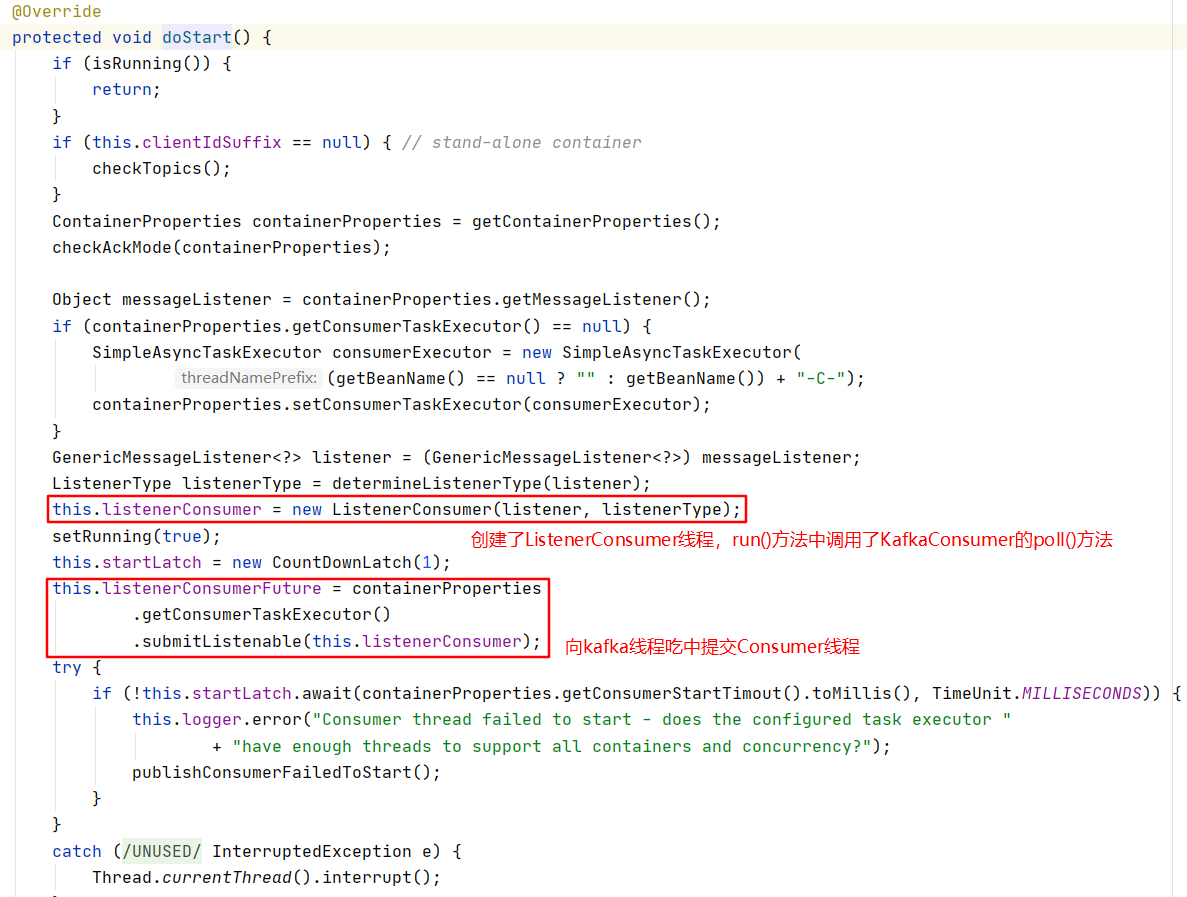 @Override
protected void doStart() {
if (isRunning()) {
return;
}
if (this.clientIdSuffix == null) { // stand-alone container
checkTopics();
}
ContainerProperties containerProperties = getContainerProperties();
checkAckMode(containerProperties);
Object messageListener = containerProperties.getMessageListener();
if (containerProperties.getConsumerTaskExecutor() == null) {
SimpleAsyncTaskExecutor consumerExecutor = new SimpleAsyncTaskExecutor(
threadNamePrefix: (getBeanName() == null ? "" : getBeanName()) + "-C-");
containerProperties.setConsumerTaskExecutor(consumerExecutor);
}
GenericMessageListener<?> listener = (GenericMessageListener<?>) messageListener;
ListenerType listenerType = determineListenerType(listener);
this.listenerConsumer = new ListenerConsumer(listener, listenerType);
setRunning(true);
创建了ListenerConsumer线程，run()方法中调用了KafkaConsumer的poll()方法
this.startLatch = new CountDownLatch(1);
this.listenerConsumerFuture = containerProperties
.getConsumerTaskExecutor()
.submitListenable(this.listenerConsumer);
向kafka线程吃中提交Consumer线程
try {
if (!this.startLatch.await(containerProperties.getConsumerStartTimout().toMillis(), TimeUnit.MILLISECONDS)) {
this.logger.error("Consumer thread failed to start - does the configured task executor "
+ "have enough threads to support all containers and concurrency?");
publishConsumerFailedToStart();
}
}
catch (/UNUSED/ InterruptedException e) {
Thread.currentThread().interrupt();